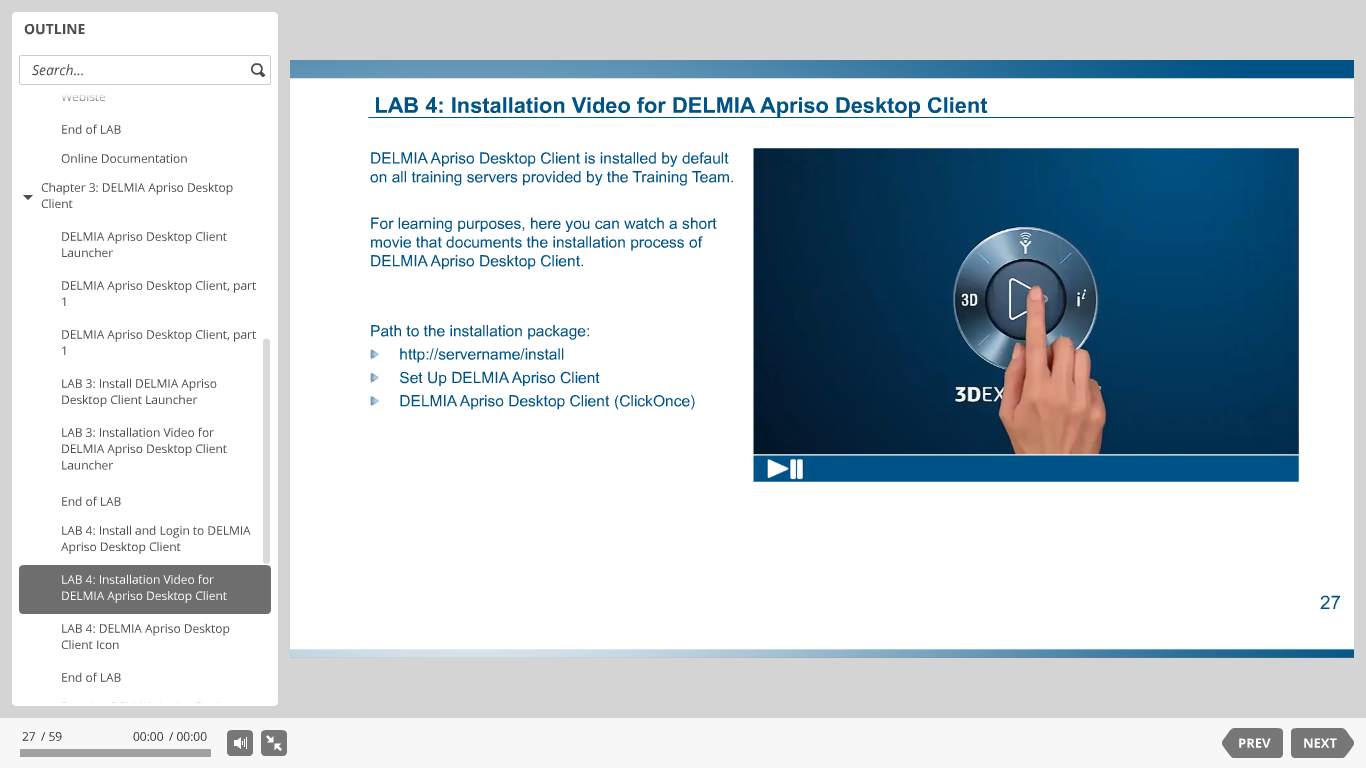 OUTLINE
Search...
Webiste
End of LAB
Online Documentation
Chapter 3: DELMIA Apriso Desktop
Client
DELMIA Apriso Desktop Client
Launcher
DELMIA Apriso Desktop Client, part
1
DELMIA Apriso Desktop Client, part
1
LAB 3: Install DELMIA Apriso
Desktop Client Launcher
LAB 3: Installation Video for
DELMIA Apriso Desktop Client
Launcher
End of LAB
LAB 4: Install and Login to DELMIA
Apriso Desktop Client
LAB 4: Installation Video for
DELMIA Apriso Desktop Client
LAB 4: DELMIA Apriso Desktop
Client Icon
End of LAB
LAB 4: Installation Video for DELMIA Apriso Desktop Client
DELMIA Apriso Desktop Client is installed by default
on all training servers provided by the Training Team.
For learning purposes, here you can watch a short
movie that documents the installation process of
DELMIA Apriso Desktop Client.
Path to the installation package:
http://servername/install
Set Up DELMIA Apriso Client
DELMIA Apriso Desktop Client (ClickOnce)
3D
i
3DEX
27
27 / 59
00:00 / 00:00
PREV
NEXT